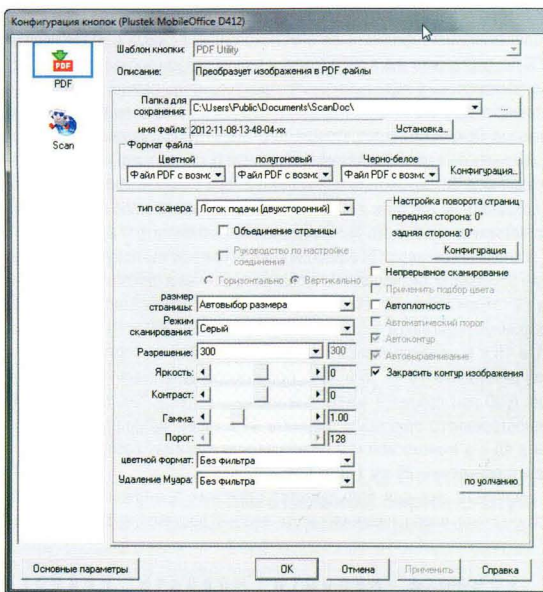 Конфигурация кнопок (Plustek MobileOffice D412)
PDF
Scan
Шаблон кнопки: PDF Utility
Описание: Преобразует изображения в PDF файлы
Папка для сохранения: C:\Users\Public\Documents\ScanDoc\ ...
имя файла: 2012-11-08-13-48-04-xx Установка...
Формат файла
Цветной полутоновый Черно-белое
Файл PDF с возмс Файл PDF с возмс Файл PDF с возмс Конфигурация...
тип сканера: Лоток подачи (двухсторонний)
Объединение страницы
Руководство по настройке соединения
Горизонтально Вертикально
Настройка поворота страниц
передняя сторона: 0°
задняя сторона: 0°
Конфигурация
размер страницы: Автовыбор размера
Режим сканирования: Серый
Разрешение: 300 300
Яркость: 0
Контраст: 0
Гамма: 1.00
Порог: 128
цветной формат: Без фильтра
Удаление Муара: Без фильтра
Непрерывное сканирование
Применить подбор цвета
Автоплотность
Автоматический порог
Автоконтур
Автовыравнивание
Закрасить контур изображения
по уолчанию
Основные параметры OK Отмена Применить Справка